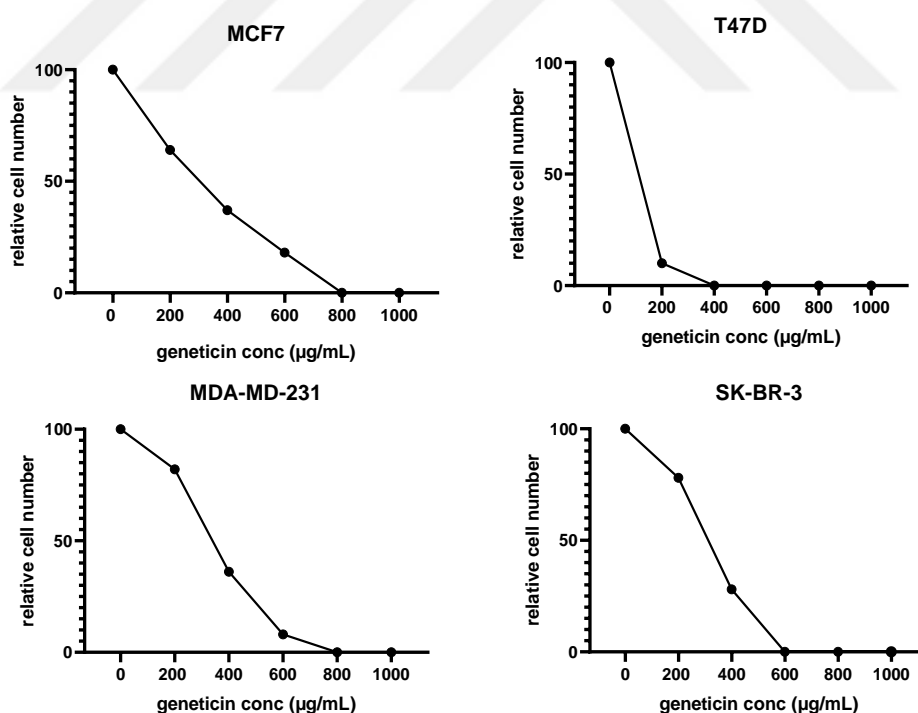 MCF7
relative cell number
100
50
0
0 200 400 600 800 1000
geneticin conc (µg/mL)
T47D
relative cell number
100
50
0
0 200 400 600 800 1000
geneticin conc (µg/mL)
MDA-MD-231
relative cell number
100
50
0
0 200 400 600 800 1000
geneticin conc (µg/mL)
SK-BR-3
relative cell number
100
50
0
0 200 400 600 800 1000
geneticin conc (µg/mL)